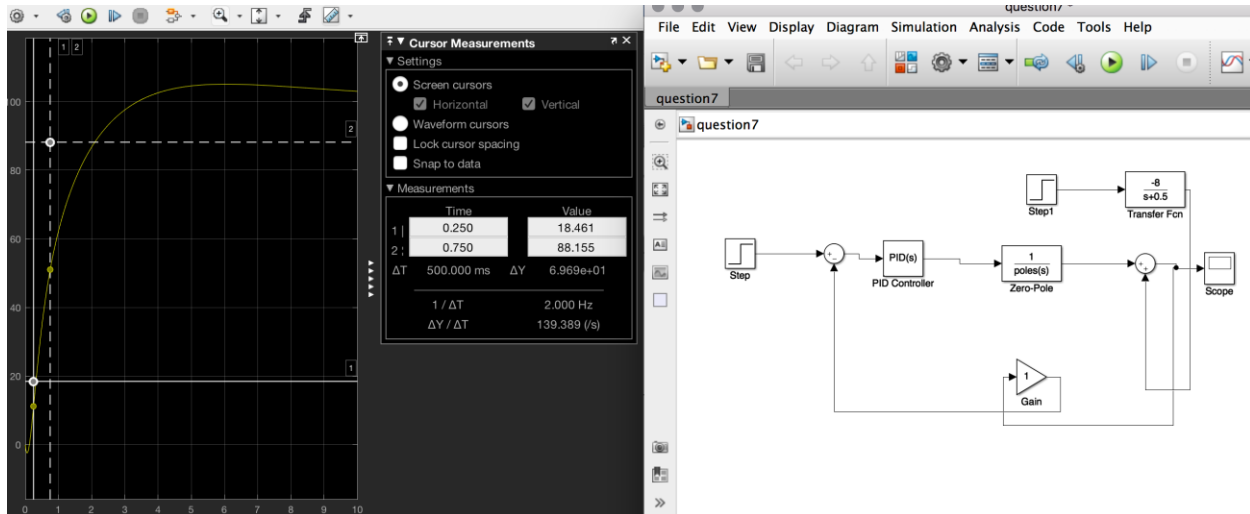 1 2
100
80
60
40
20
0
2
1
0 1 2 3 4 5 6 7 8 9 10
▼ Cursor Measurements
▼ Settings
Screen cursors
Horizontal Vertical
Waveform cursors
Lock cursor spacing
Snap to data
▼ Measurements
Time Value
1 | 0.250 18.461
2 ¦ 0.750 88.155
ΔT 500.000 ms ΔY 6.969e+01
1 / ΔT 2.000 Hz
ΔY / ΔT 139.389 (/s)
File Edit View Display Diagram Simulation Analysis Code Tools Help
question7
question7
Step1
-8
s+0.5
Transfer Fcn
Step
+
−
PID(s)
PID Controller
1
poles(s)
Zero-Pole
+
+
Scope
1
Gain